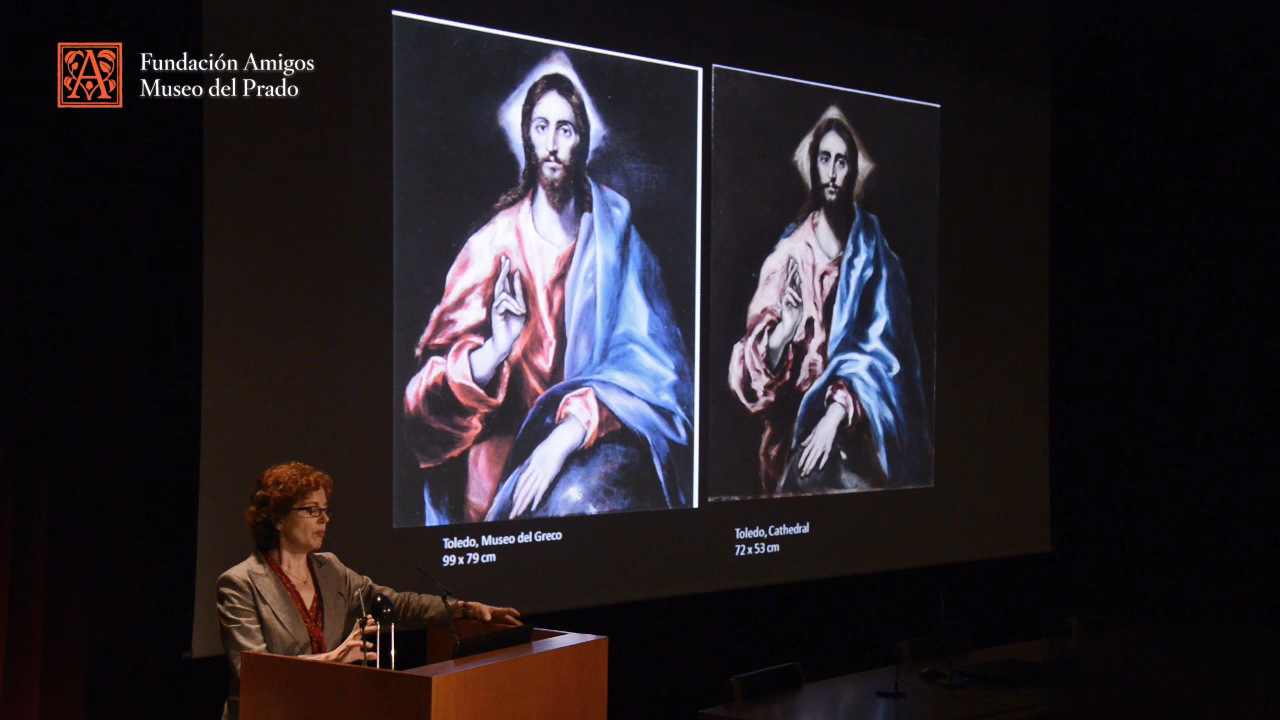 Fundación Amigos
Museo del Prado
Toledo, Museo del Greco
99 x 79 cm
Toledo, Cathedral
72 x 53 cm